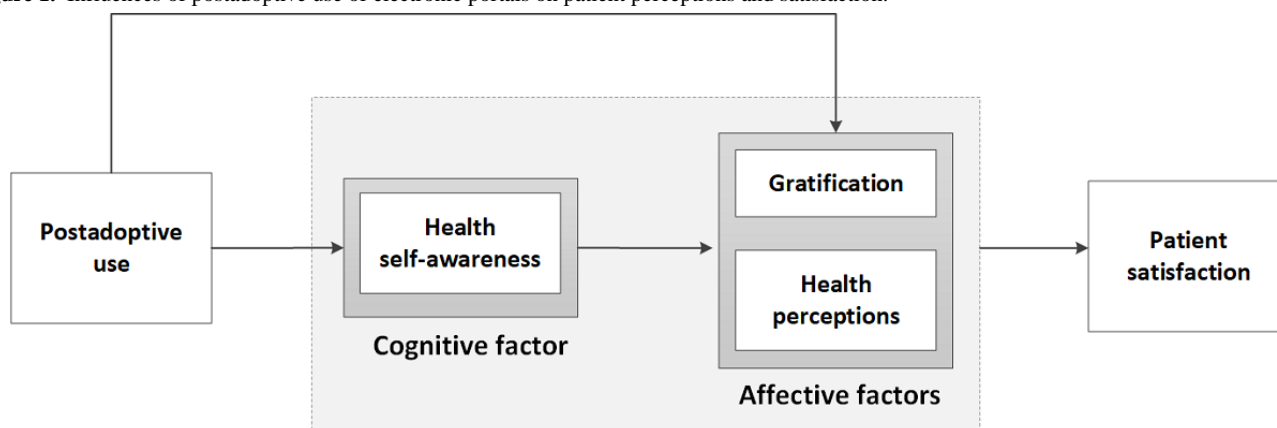 Influences of postadoptive use of electronic portals on patient perceptions and satisfaction.
Gratification
Postadoptive
use
Health
self-awareness
Health
perceptions
Patient
satisfaction
Cognitive factor
Affective factors